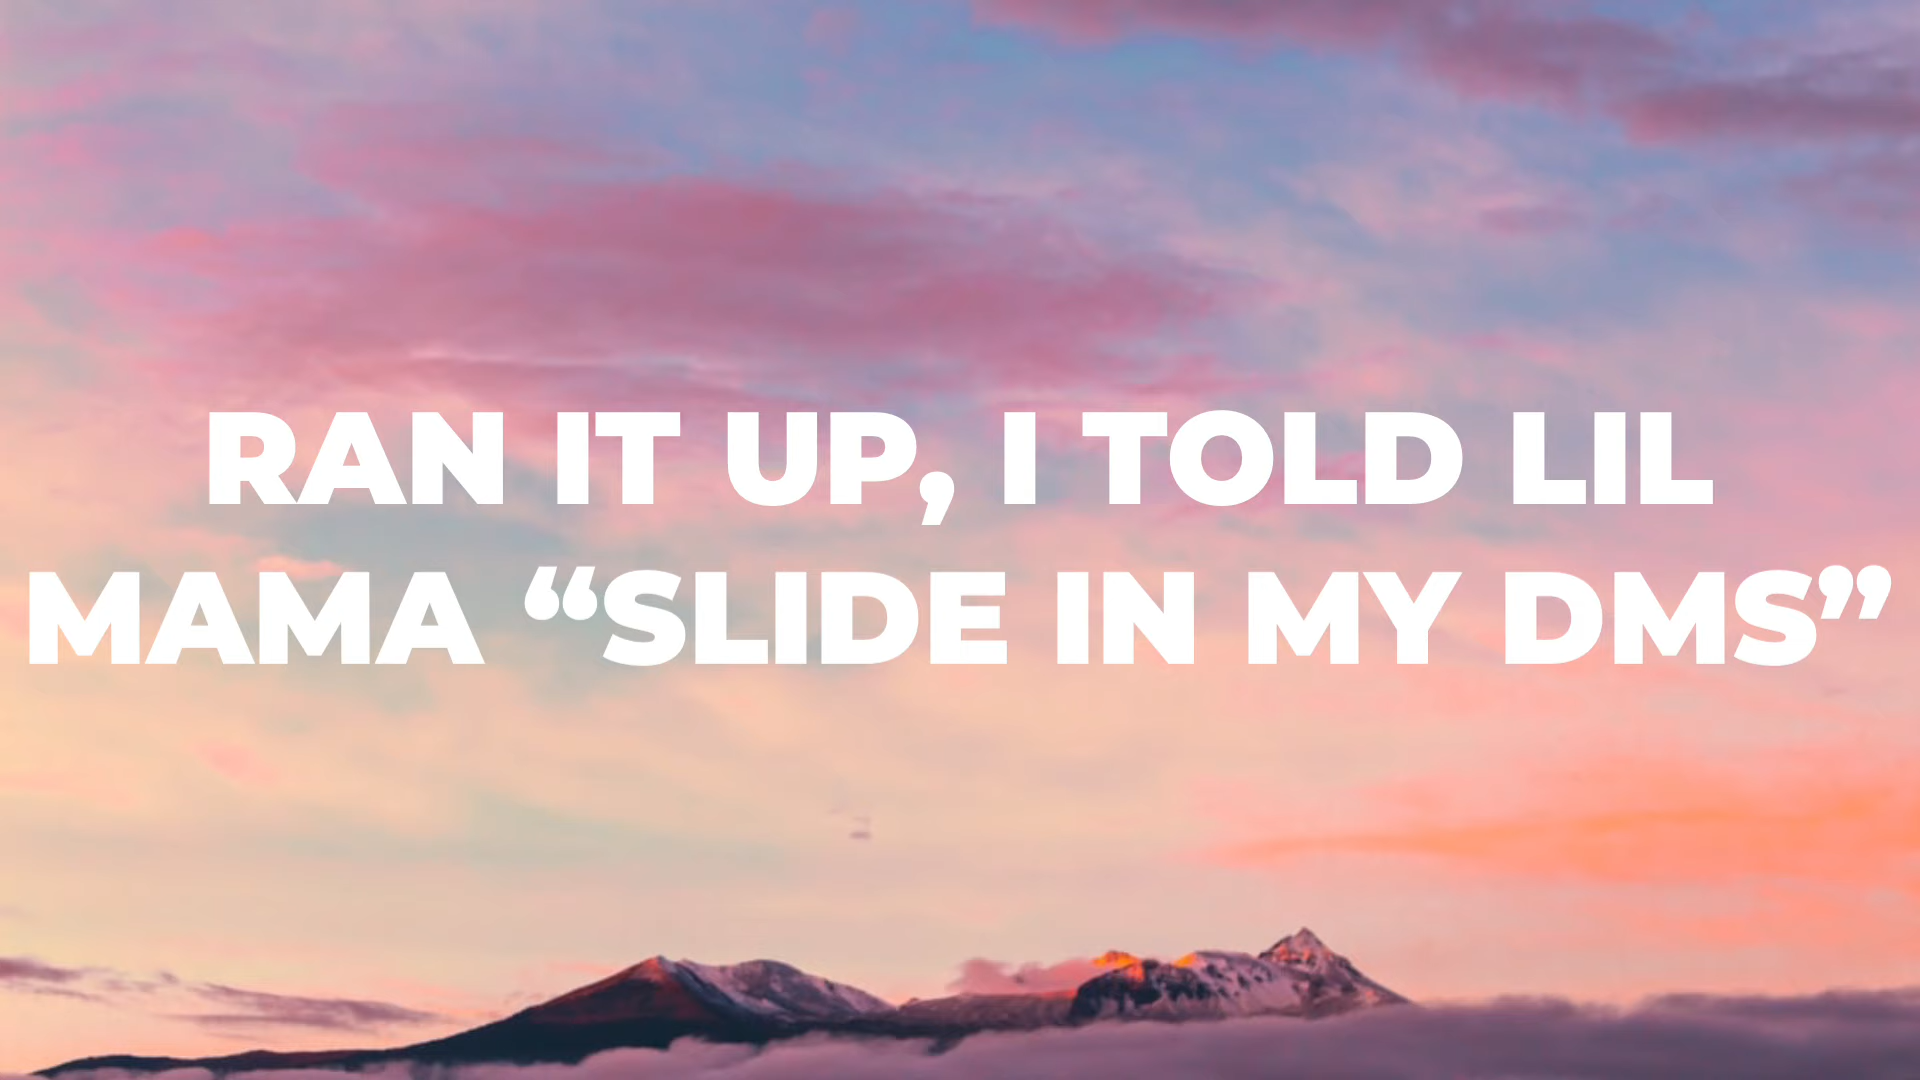 RAN IT UP, I TOLD LIL
MAMA “SLIDE IN MY DMS”